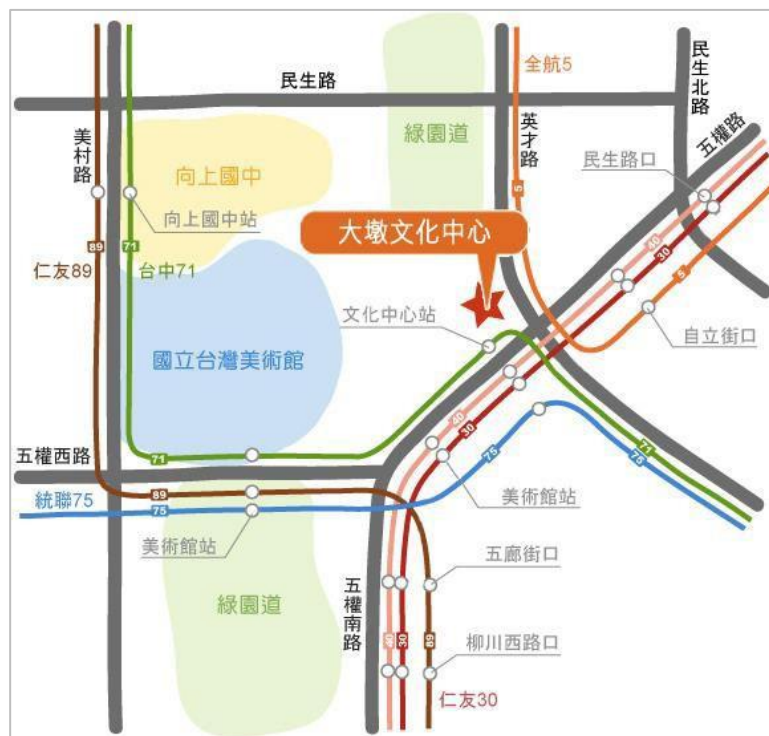 全航5
民生路
民生北路
美村路
綠園道
英才路
五權路
民生路口
向上國中
5
向上國中站
大墩文化中心
89
71
40
30
5
仁友89
台中71
文化中心站
自立街口
國立台灣美術館
40
30
71
五權西路
71
75
89
統聯75
75
美術館站
美術館站
五廊街口
綠園道
五權南路
40
30
89
柳川西路口
仁友30